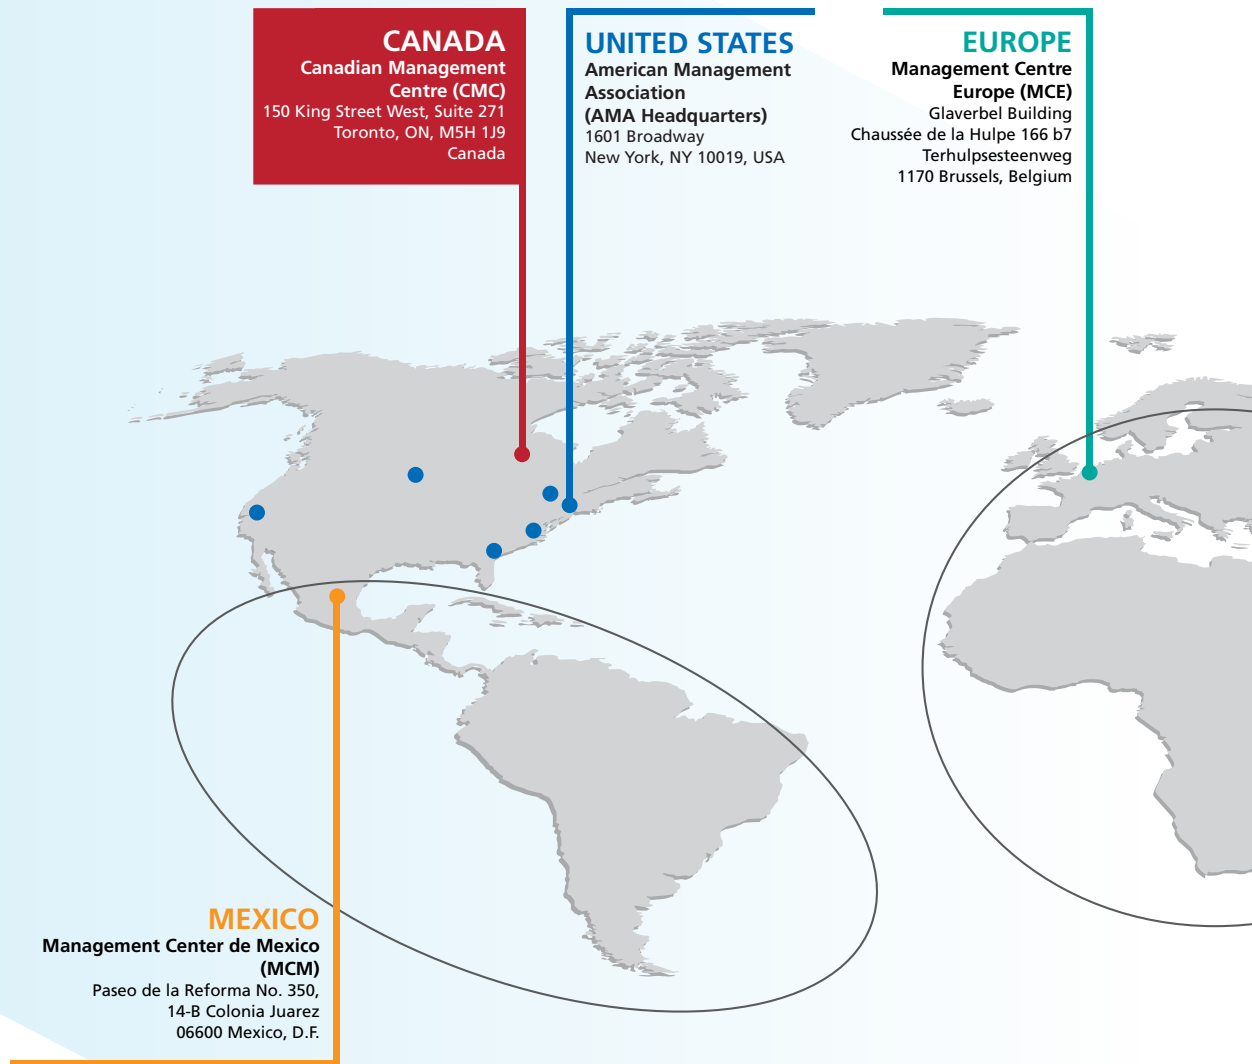 CANADA
Canadian Management
Centre (CMC)
150 King Street West, Suite 271
Toronto, ON, M5H 1J9
Canada
UNITED STATES
American Management
Association
(AMA Headquarters)
1601 Broadway
New York, NY 10019, USA
EUROPE
Management Centre
Europe (MCE)
Glaverbel Building
Chaussée de la Hulpe 166 b7
Terhulpsesteenweg
1170 Brussels, Belgium
MEXICO
Management Center de Mexico
(MCM)
Paseo de la Reforma No. 350,
14-B Colonia Juarez
06600 Mexico, D.F.